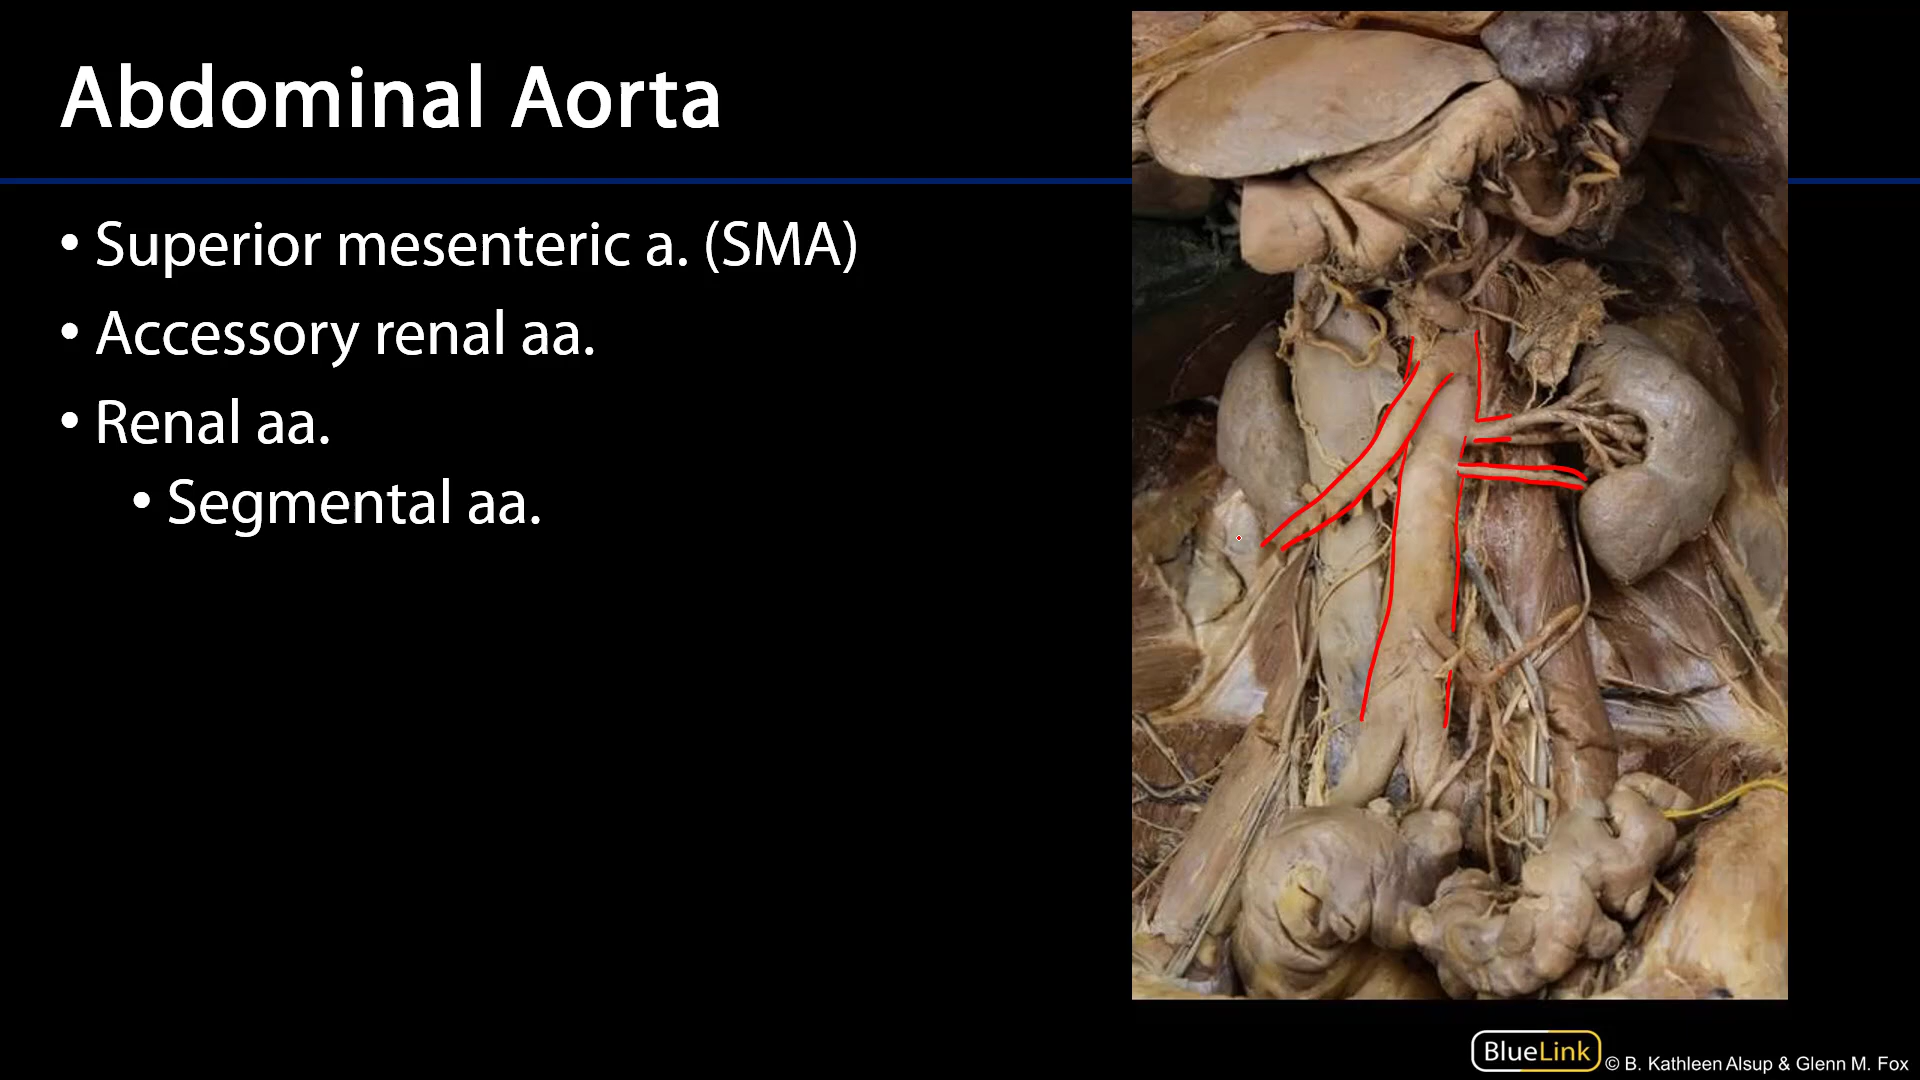 Abdominal Aorta
• Superior mesenteric a. (SMA)
• Accessory renal aa.
• Renal aa.
• Segmental aa.
BlueLink © B. Kathleen Alsup & Glenn M. Fox